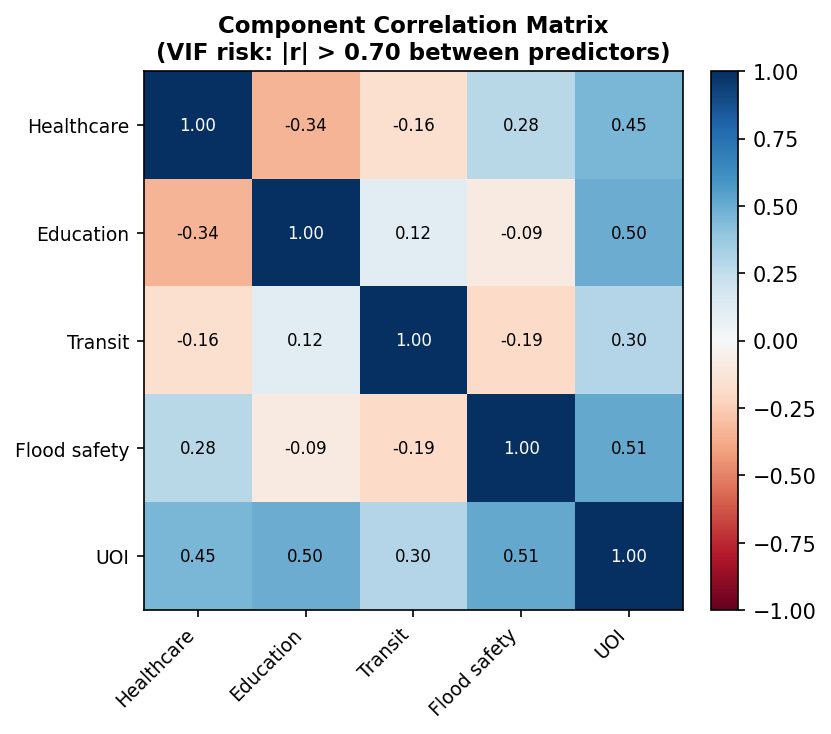 Component Correlation Matrix
(VIF risk: |r| > 0.70 between predictors)
Healthcare 1.00 -0.34 -0.16 0.28 0.45
Education -0.34 1.00 0.12 -0.09 0.50
Transit -0.16 0.12 1.00 -0.19 0.30
Flood safety 0.28 -0.09 -0.19 1.00 0.51
UOI 0.45 0.50 0.30 0.51 1.00
Healthcare Education Transit Flood safety UOI
1.00
0.75
0.50
0.25
0.00
−0.25
−0.50
−0.75
−1.00